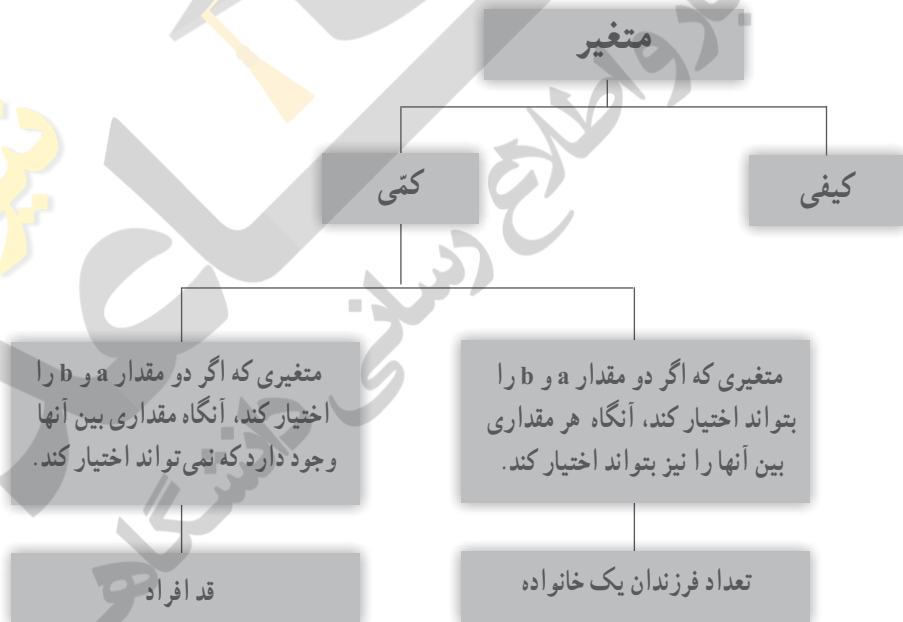 متغیر
کیفی
کمّی
متغیری که اگر دو مقدار a و b را
بتواند اختیار کند، آنگاه هر مقداری
بین آنها را نیز بتواند اختیار کند.
متغیری که اگر دو مقدار a و b را
اختیار کند، آنگاه مقداری بین آنها
وجود دارد که نمی‌تواند اختیار کند.
تعداد فرزندان یک خانواده
قد افراد